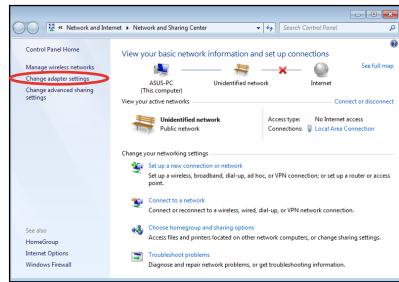 « Network and Internet ▸ Network and Sharing Center
Search Control Panel
Control Panel Home
Manage wireless networks
Change adapter settings
Change advanced sharing
settings
See also
HomeGroup
Internet Options
Windows Firewall
View your basic network information and set up connections
See full map
ASUS-PC
(This computer)
Unidentified network
Internet
View your active networks
Connect or disconnect
Unidentified network
Public network
Access type: No Internet access
Connections: Local Area Connection
Change your networking settings
Set up a new connection or network
Set up a wireless, broadband, dial-up, ad hoc, or VPN connection; or set up a router or access
point.
Connect to a network
Connect or reconnect to a wireless, wired, dial-up, or VPN network connection.
Choose homegroup and sharing options
Access files and printers located on other network computers, or change sharing settings.
Troubleshoot problems
Diagnose and repair network problems, or get troubleshooting information.